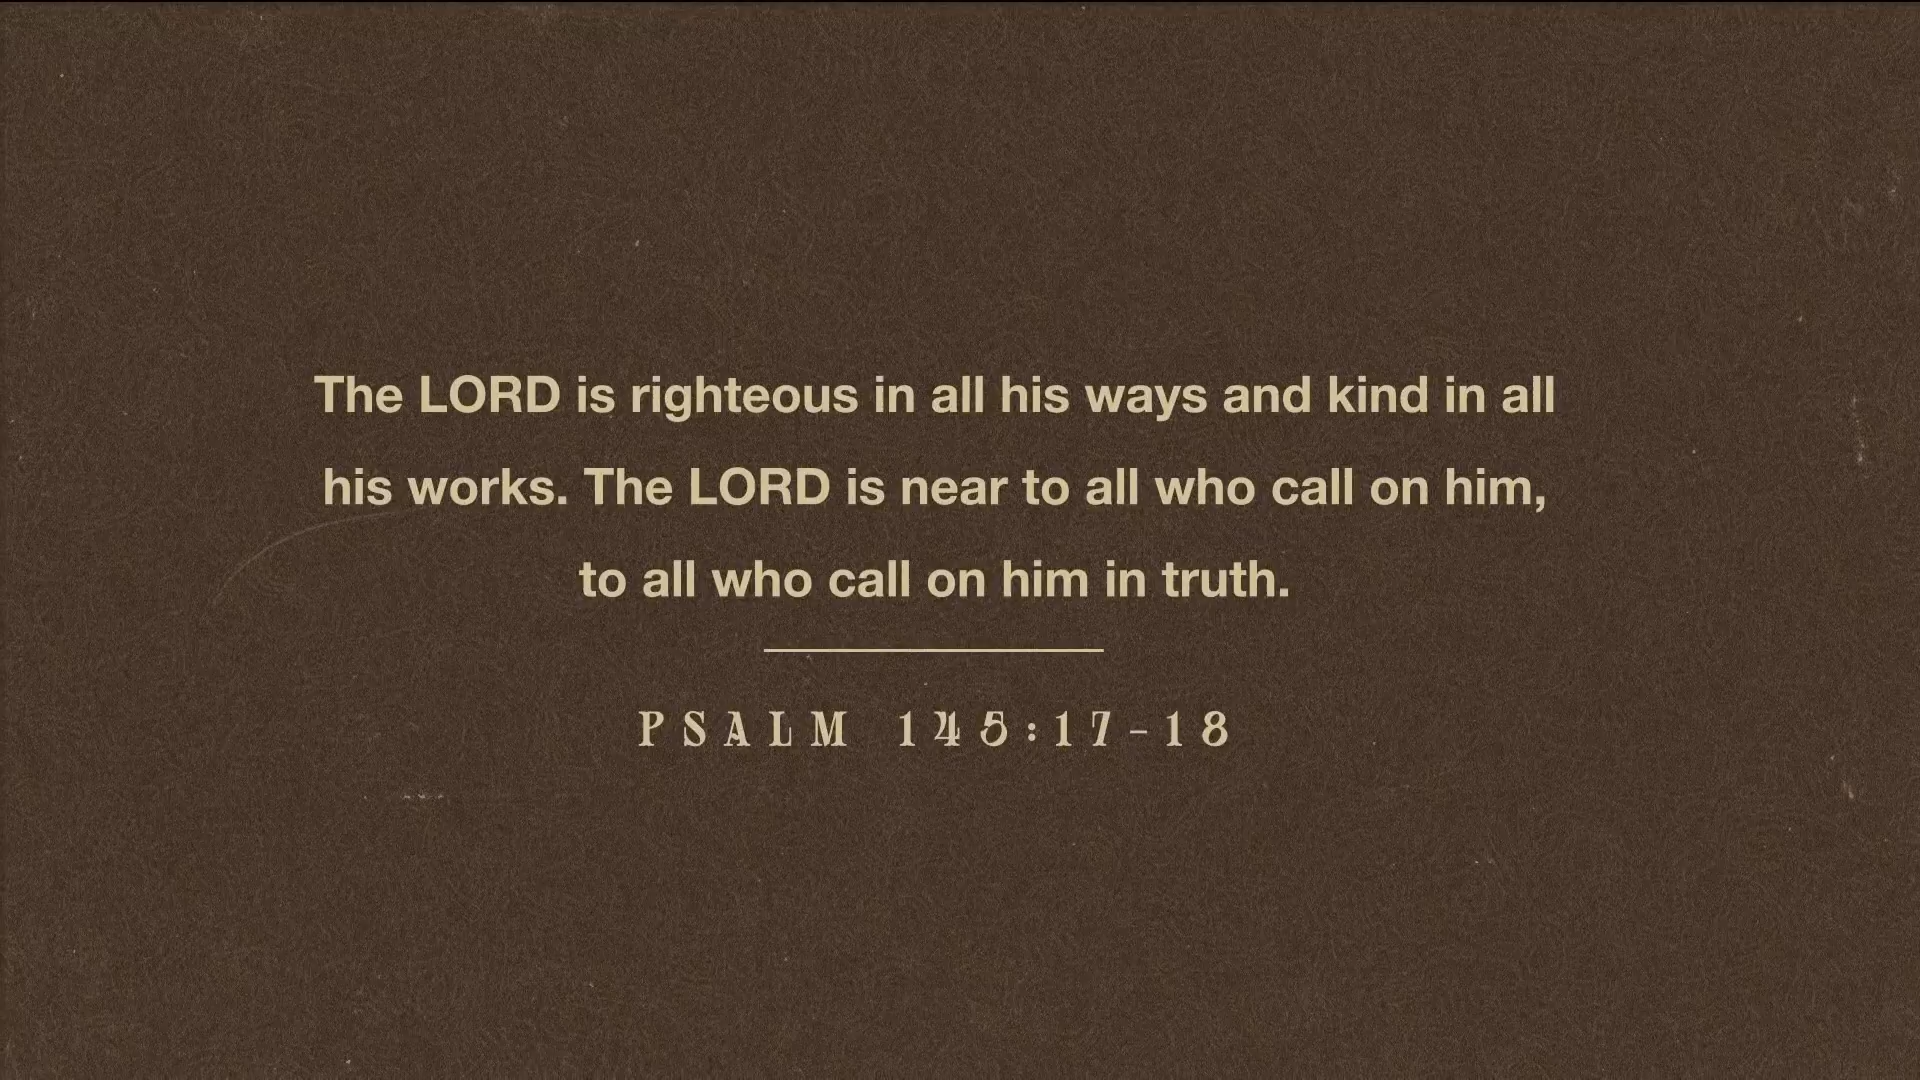 The LORD is righteous in all his ways and kind in all
his works. The LORD is near to all who call on him,
to all who call on him in truth.
PSALM 145:17-18